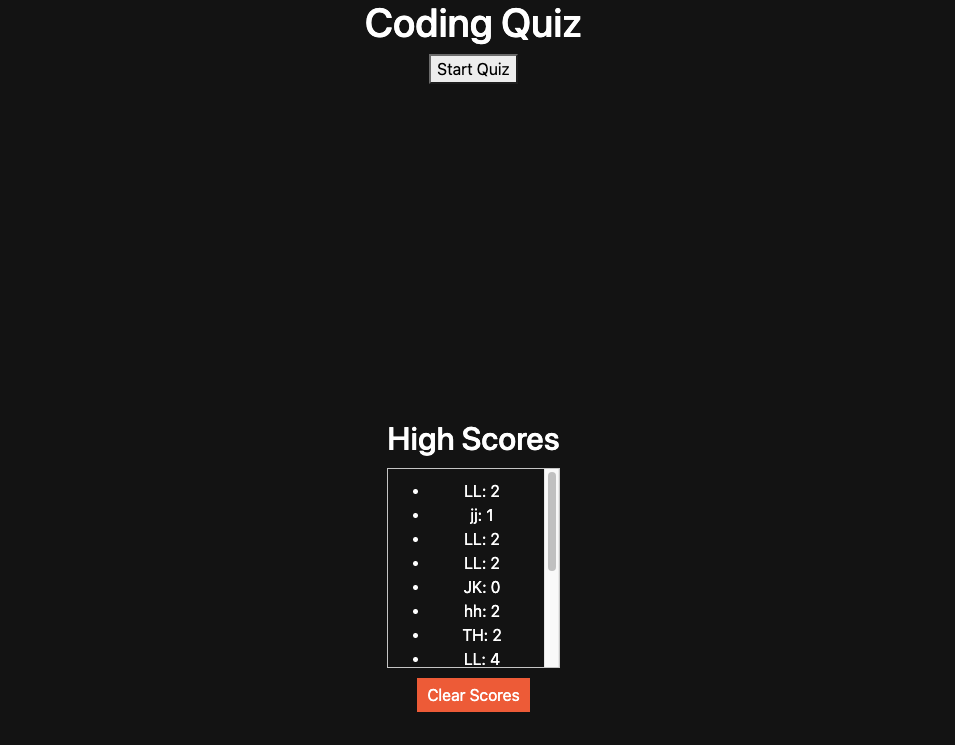 Coding Quiz
Start Quiz
High Scores
LL: 2
jj: 1
LL: 2
LL: 2
JK: 0
hh: 2
TH: 2
LL: 4
Clear Scores